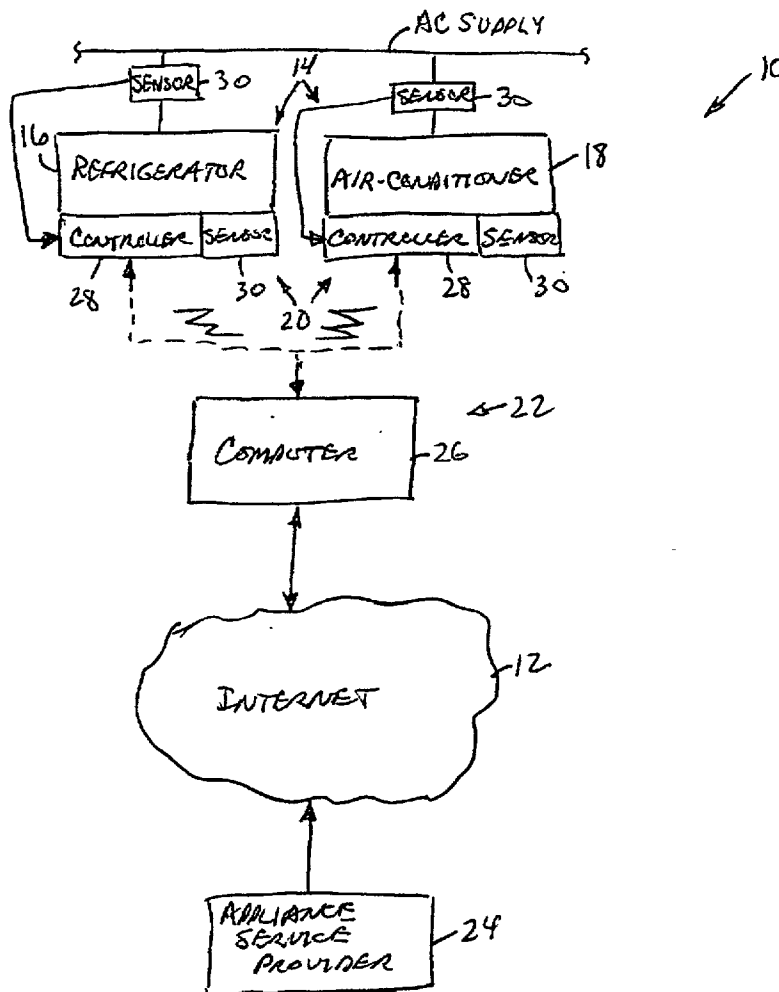 AC SUPPLY
10
SENSOR 30 14 SENSOR 30
16 REFRIGERATOR AIR-CONDITIONER 18
CONTROLLER SENSOR CONTROLLER SENSOR
28 30 20 28 30
22
COMPUTER 26
12
INTERNET
APPLIANCE
SERVICE
PROVIDER
24